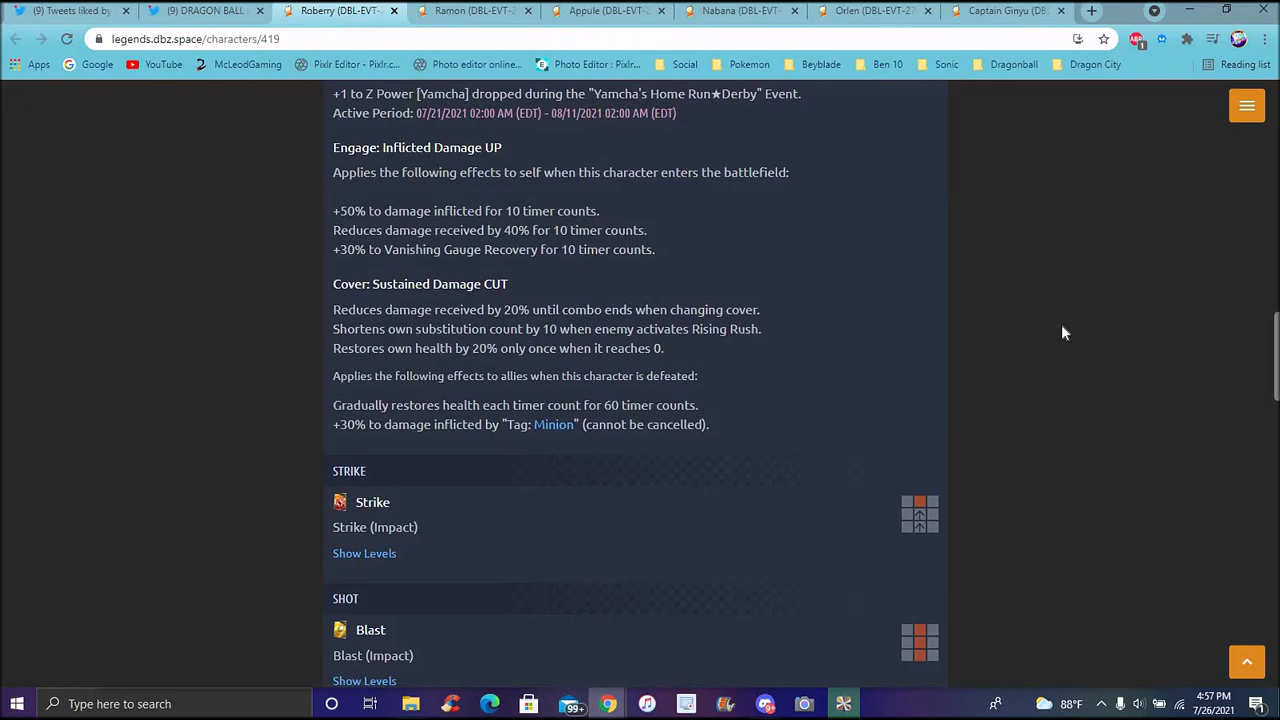 (9) Tweets liked by
(9) DRAGON BALL
Roberry (DBL-EVT-
Ramon (DBL-EVT-2
Appule (DBL-EVT-2
Nabana (DBL-EVT-
Orlen (DBL-EVT-27
Captain Ginyu (DB
legends.dbz.space/characters/419
ABP
1
Apps
Google
YouTube
McLeodGaming
Pixlr Editor - Pixlr.c...
Photo editor online...
Photo Editor : Pixlr...
Social
Pokemon
Beyblade
Ben 10
Sonic
Dragonball
Dragon City
Reading list
+1 to Z Power [Yamcha] dropped during the "Yamcha's Home Run★Derby" Event.
Active Period: 07/21/2021 02:00 AM (EDT) - 08/11/2021 02:00 AM (EDT)
Engage: Inflicted Damage UP
Applies the following effects to self when this character enters the battlefield:
+50% to damage inflicted for 10 timer counts.
Reduces damage received by 40% for 10 timer counts.
+30% to Vanishing Gauge Recovery for 10 timer counts.
Cover: Sustained Damage CUT
Reduces damage received by 20% until combo ends when changing cover.
Shortens own substitution count by 10 when enemy activates Rising Rush.
Restores own health by 20% only once when it reaches 0.
Applies the following effects to allies when this character is defeated:
Gradually restores health each timer count for 60 timer counts.
+30% to damage inflicted by "Tag: Minion" (cannot be cancelled).
STRIKE
Strike
Strike (Impact)
Show Levels
SHOT
Blast
Blast (Impact)
Show Levels
Type here to search
99+
88°F
4:57 PM
7/26/2021
1